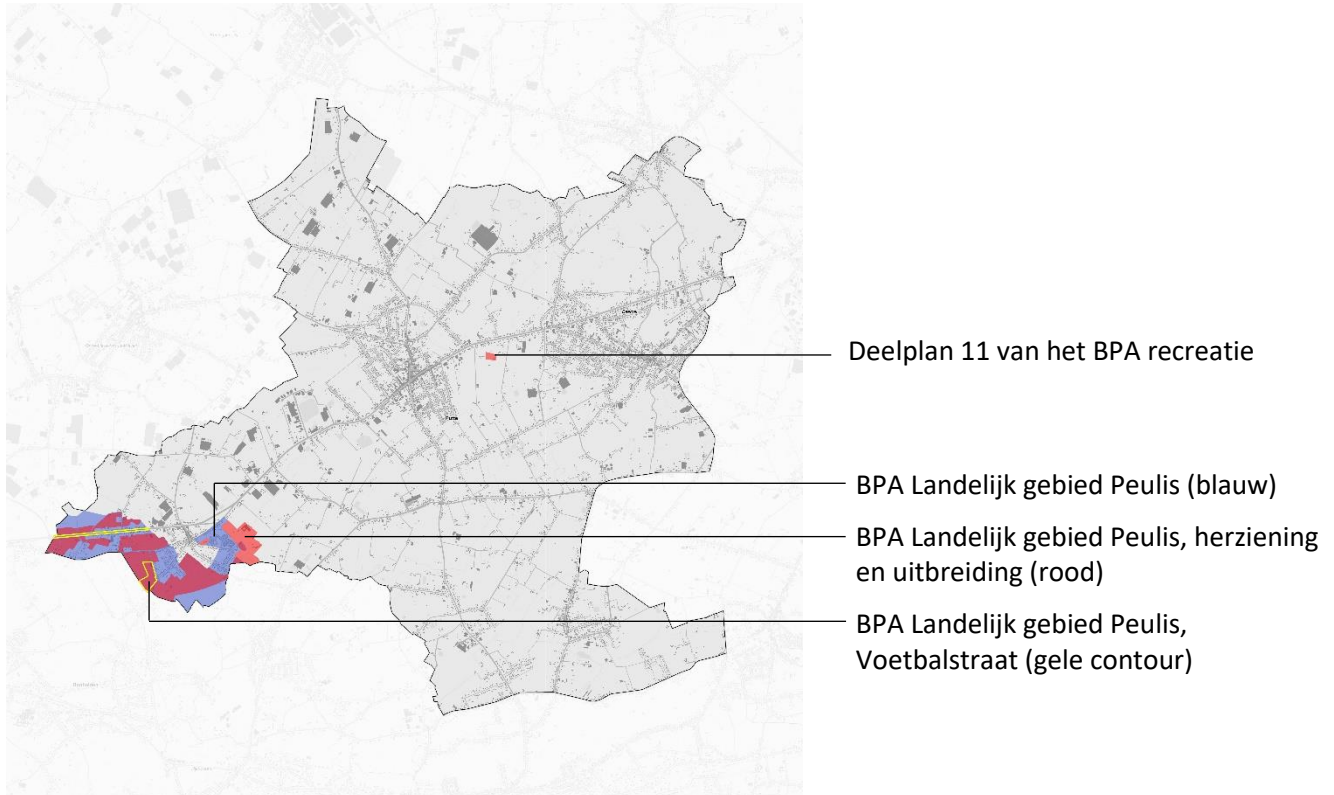 Deelplan 11 van het BPA recreatie
BPA Landelijk gebied Peulis (blauw)
BPA Landelijk gebied Peulis, herziening
en uitbreiding (rood)
BPA Landelijk gebied Peulis,
Voetbalstraat (gele contour)
Putte